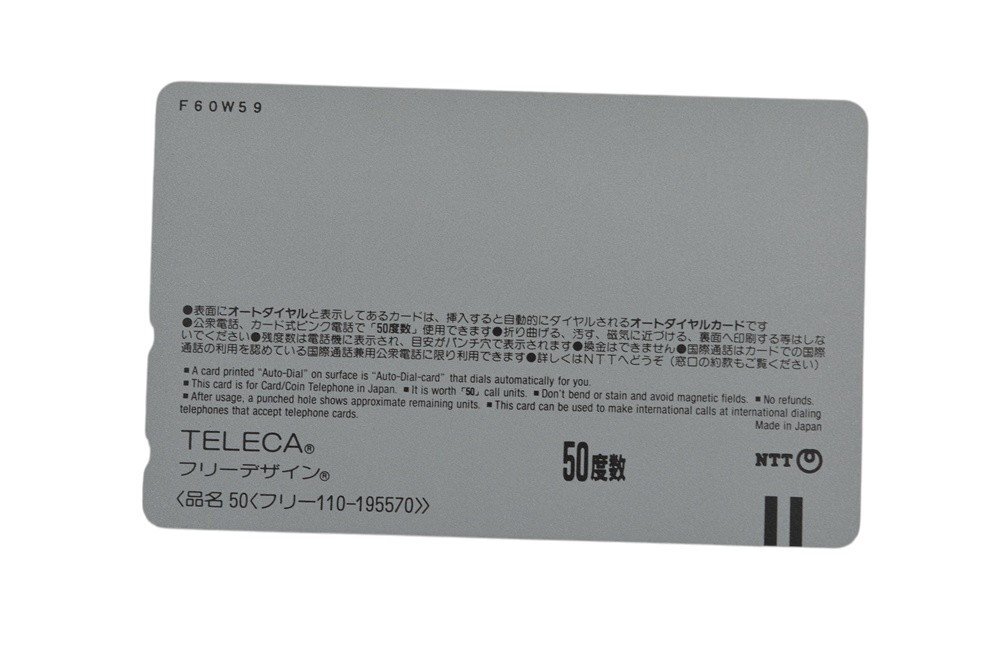 F60W59
●表面にオートダイヤルと表示してあるカードは、挿入すると自動的にダイヤルされるオートダイヤルカードです
●公衆電話、カード式ピンク電話で「50度数」使用できます●折り曲げる、汚す、磁気に近づける、裏面へ印刷する等はしな
いでください●残度数は電話機に表示され、目安がパンチ穴で表示されます●換金はできません●国際通話はカードでの国際
通話の利用を認めている国際通話兼用公衆電話に限り利用できます●詳しくはNTTへどうぞ（窓口の約款もご覧ください）
■ A card printed “Auto-Dial” on surface is “Auto-Dial-card” that dials automatically for you.
■ This card is for Card/Coin Telephone in Japan. ■ It is worth「50」call units. ■ Don't bend or stain and avoid magnetic fields. ■ No refunds.
■ After usage, a punched hole shows approximate remaining units. ■ This card can be used to make international calls at international dialing
telephones that accept telephone cards.
Made in Japan
TELECA®
フリーデザイン®
〈品名 50〈フリー110-195570〉〉
50度数
NTT